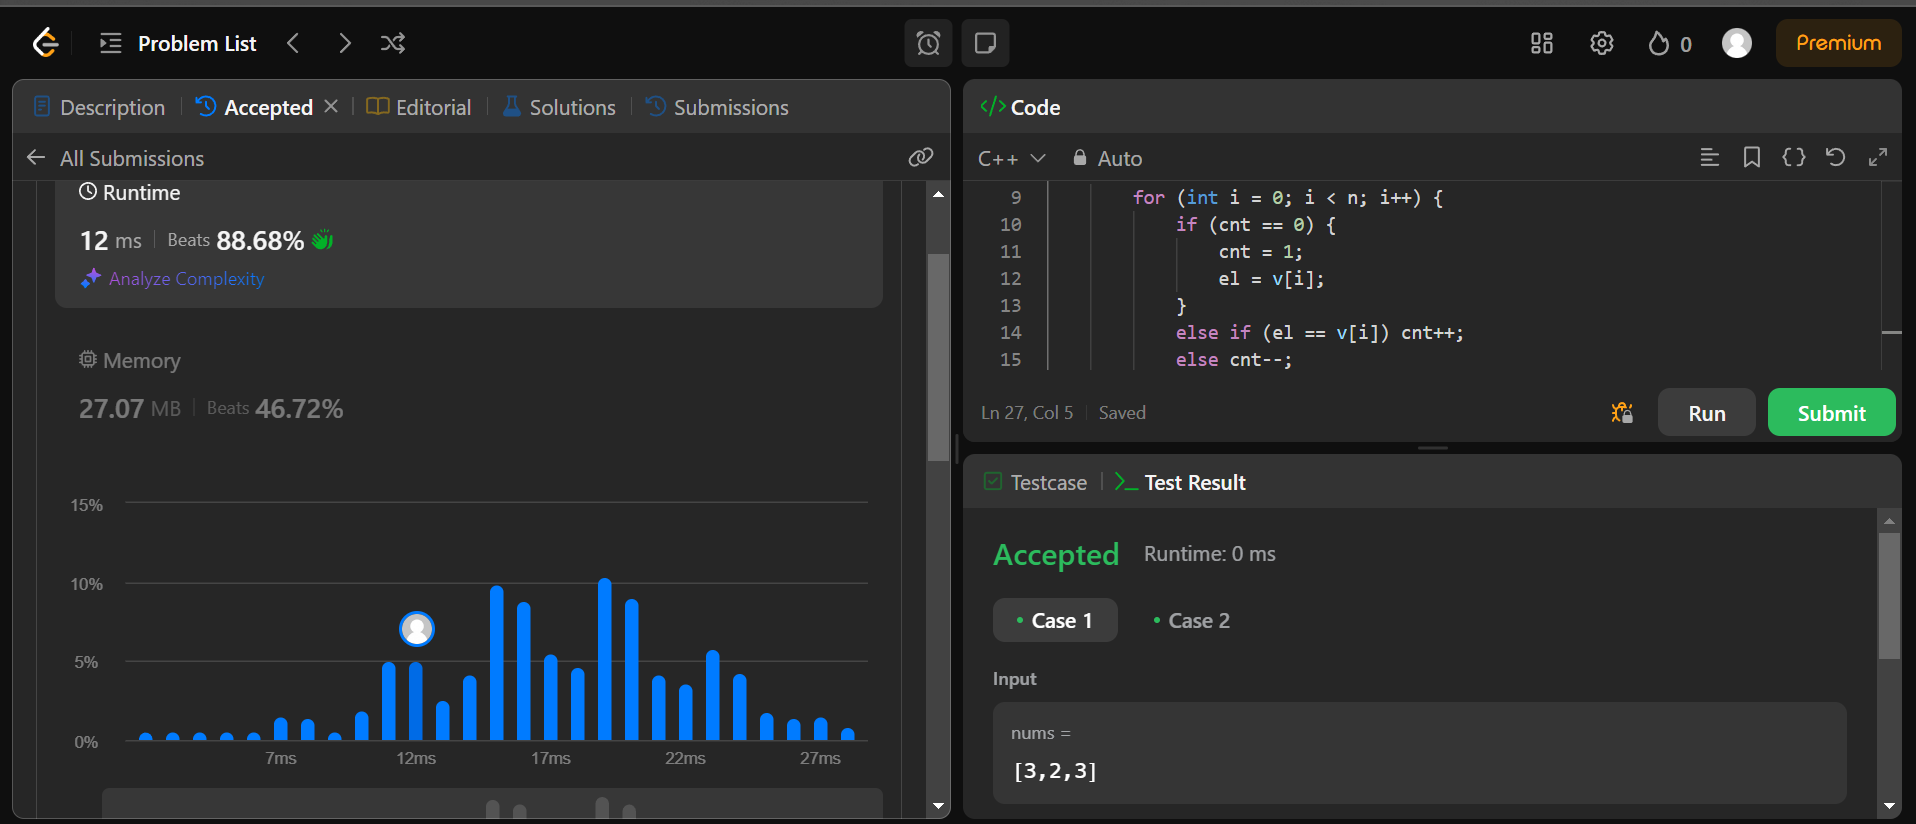 Problem List
0
Premium
Description
Accepted
Editorial
Solutions
Submissions
All Submissions
Runtime
12 ms
Beats 88.68%
Analyze Complexity
Memory
27.07 MB
Beats 46.72%
15%
10%
5%
0%
7ms
12ms
17ms
22ms
27ms
</> Code
C++
Auto
9 for (int i = 0; i < n; i++) {
10 if (cnt == 0) {
11 cnt = 1;
12 el = v[i];
13 }
14 else if (el == v[i]) cnt++;
15 else cnt--;
Ln 27, Col 5
Saved
Run
Submit
Testcase
Test Result
Accepted
Runtime: 0 ms
Case 1
Case 2
Input
nums =
[3,2,3]